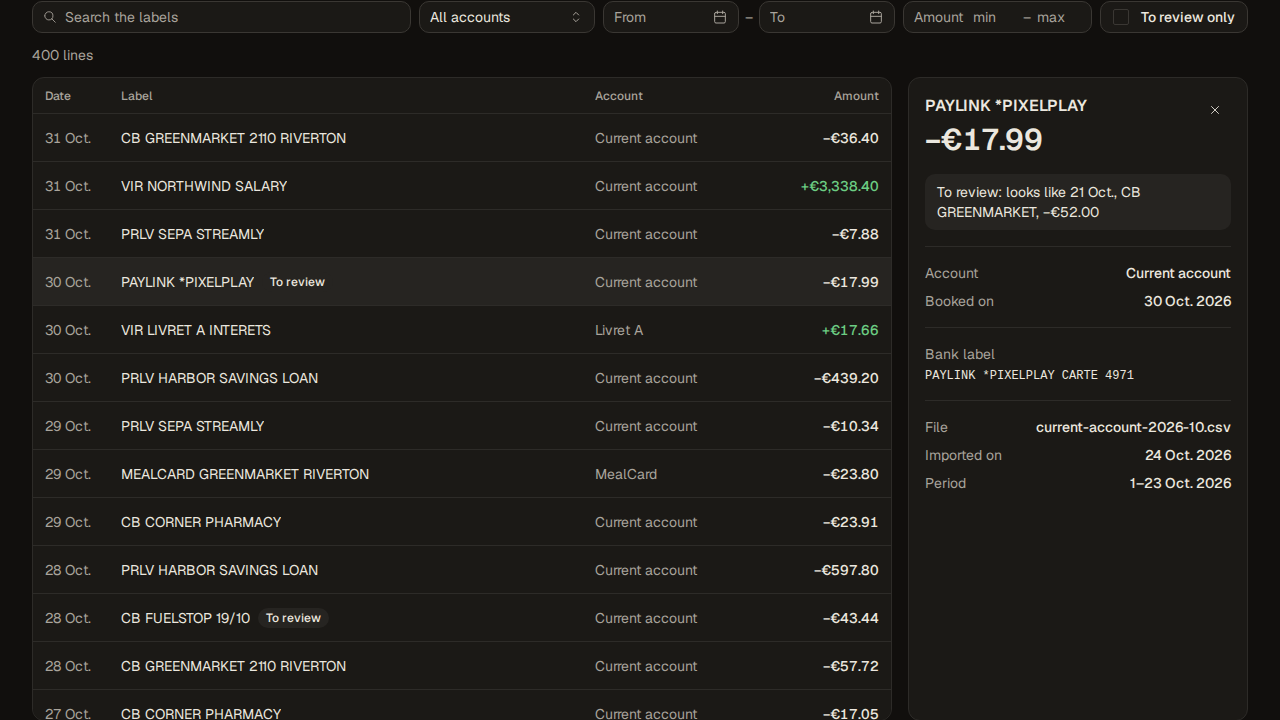 Search the labels All accounts From – To Amount min – max To review only
400 lines
Date Label Account Amount
31 Oct. CB GREENMARKET 2110 RIVERTON Current account −€36.40
31 Oct. VIR NORTHWIND SALARY Current account +€3,338.40
31 Oct. PRLV SEPA STREAMLY Current account −€7.88
30 Oct. PAYLINK *PIXELPLAY To review Current account −€17.99
30 Oct. VIR LIVRET A INTERETS Livret A +€17.66
30 Oct. PRLV HARBOR SAVINGS LOAN Current account −€439.20
29 Oct. PRLV SEPA STREAMLY Current account −€10.34
29 Oct. MEALCARD GREENMARKET RIVERTON MealCard −€23.80
29 Oct. CB CORNER PHARMACY Current account −€23.91
28 Oct. PRLV HARBOR SAVINGS LOAN Current account −€597.80
28 Oct. CB FUELSTOP 19/10 To review Current account −€43.44
28 Oct. CB GREENMARKET 2110 RIVERTON Current account −€57.72
27 Oct. CB CORNER PHARMACY Current account −€17.05
PAYLINK *PIXELPLAY
−€17.99
To review: looks like 21 Oct., CB
GREENMARKET, −€52.00
Account Current account
Booked on 30 Oct. 2026
Bank label
PAYLINK *PIXELPLAY CARTE 4971
File current-account-2026-10.csv
Imported on 24 Oct. 2026
Period 1–23 Oct. 2026